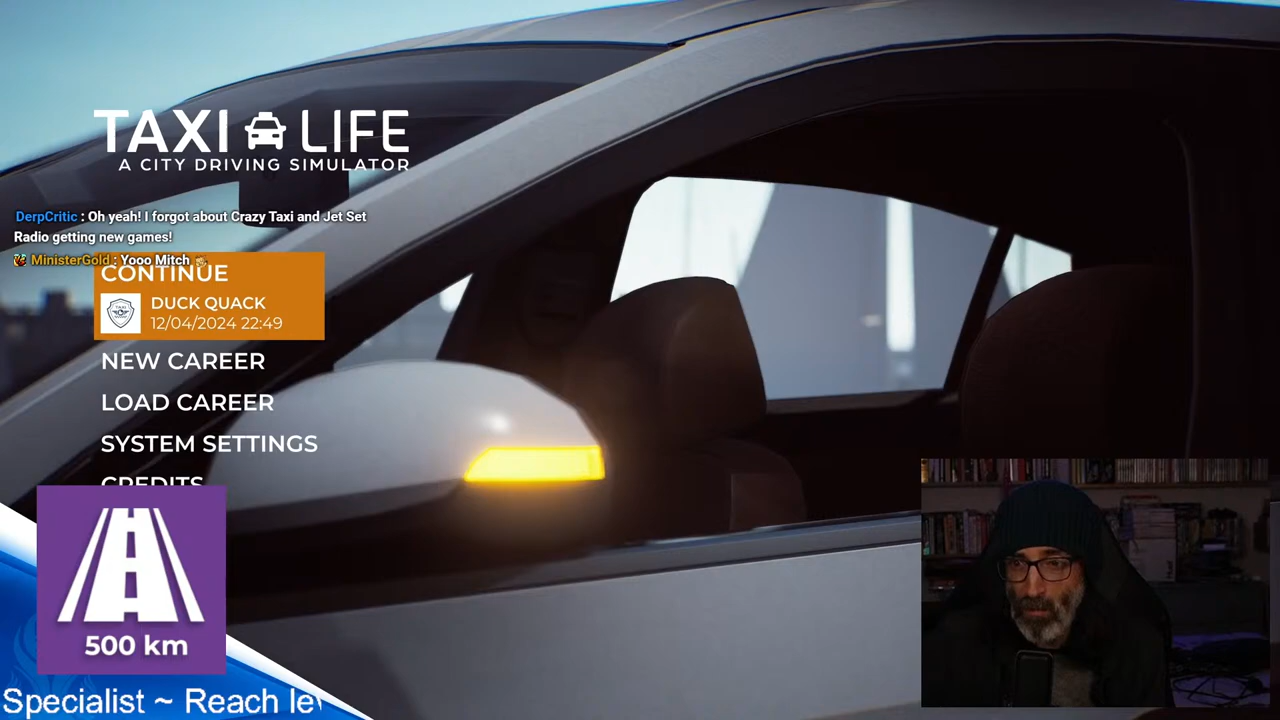 TAXI LIFE
A CITY DRIVING SIMULATOR
DerpCritic : Oh yeah! I forgot about Crazy Taxi and Jet Set
Radio getting new games!
MinisterGold : Yooo Mitch
CONTINUE
DUCK QUACK
12/04/2024 22:49
NEW CAREER
LOAD CAREER
SYSTEM SETTINGS
CREDITS
500 km
Specialist ~ Reach lev